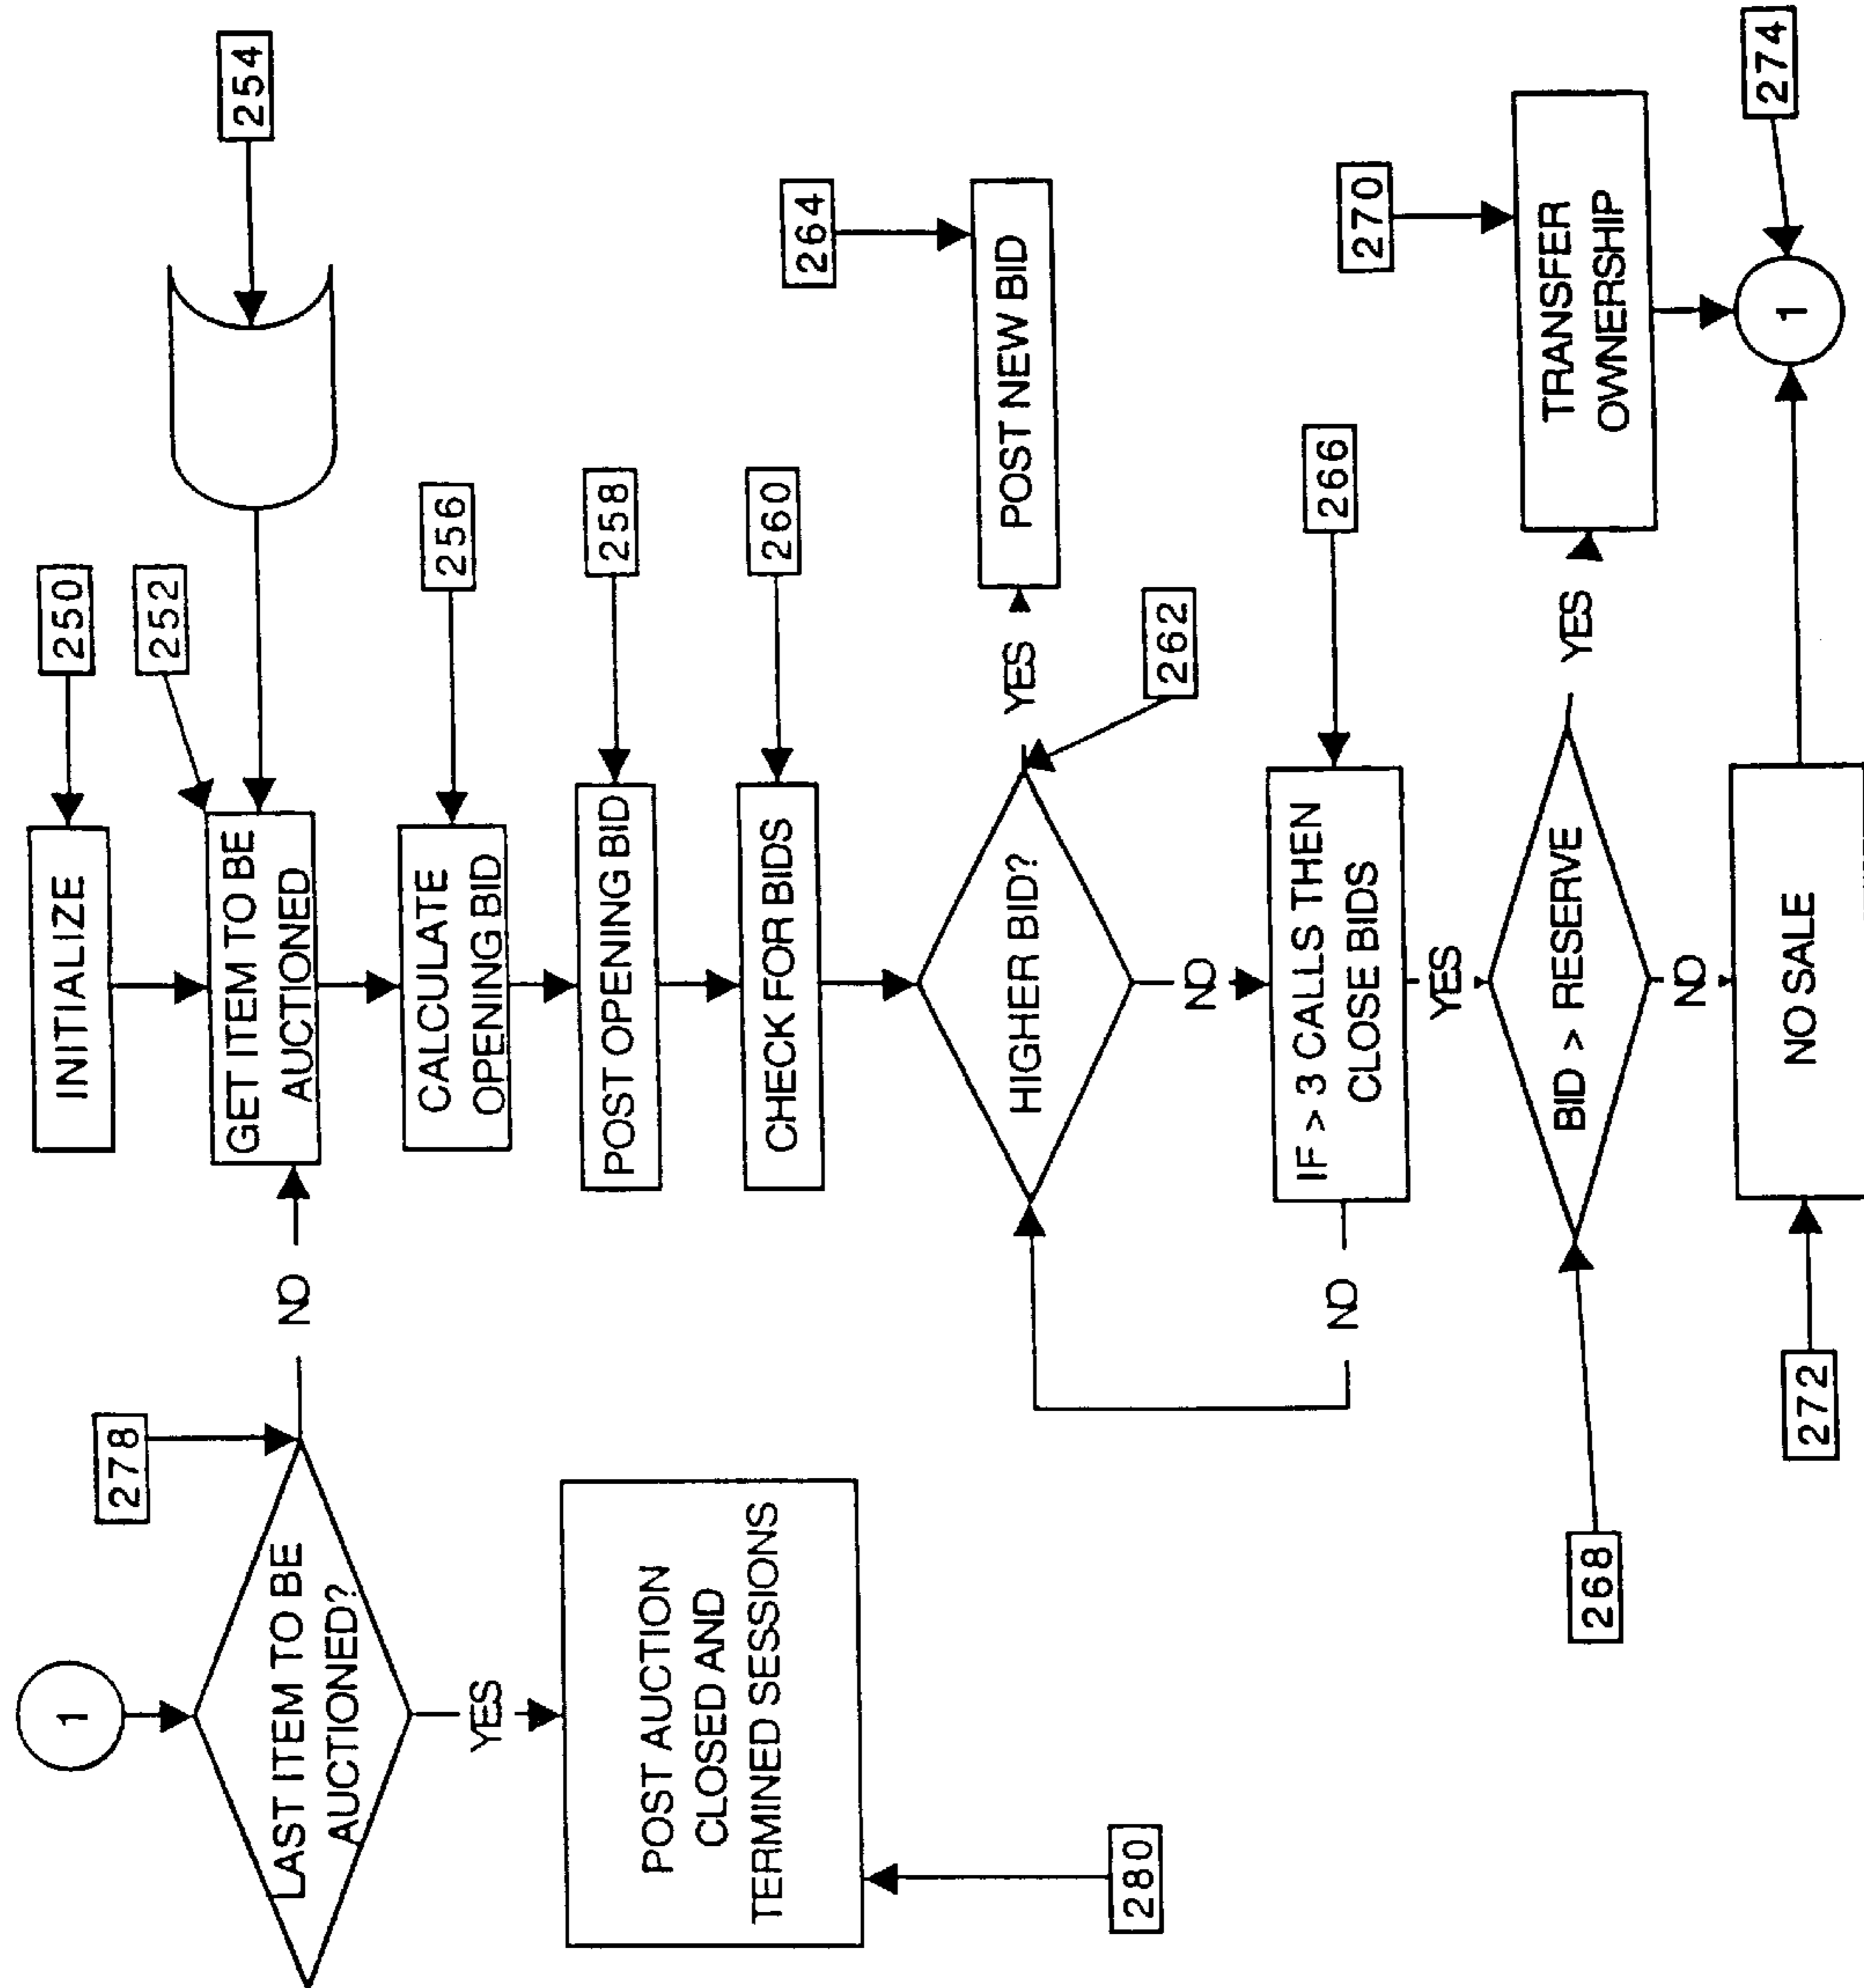 1
278
LAST ITEM TO BE
AUCTIONED?
NO
YES
POST AUCTION
CLOSED AND
TERMINED SESSIONS
280
250
INITIALIZE
252
GET ITEM TO BE
AUCTIONED
254
256
CALCULATE
OPENING BID
258
POST OPENING BID
260
CHECK FOR BIDS
HIGHER BID?
YES
262
264
POST NEW BID
NO
266
IF > 3 CALLS THEN
CLOSE BIDS
NO
YES
268
BID > RESERVE
YES
270
TRANSFER
OWNERSHIP
NO
272
NO SALE
274
1